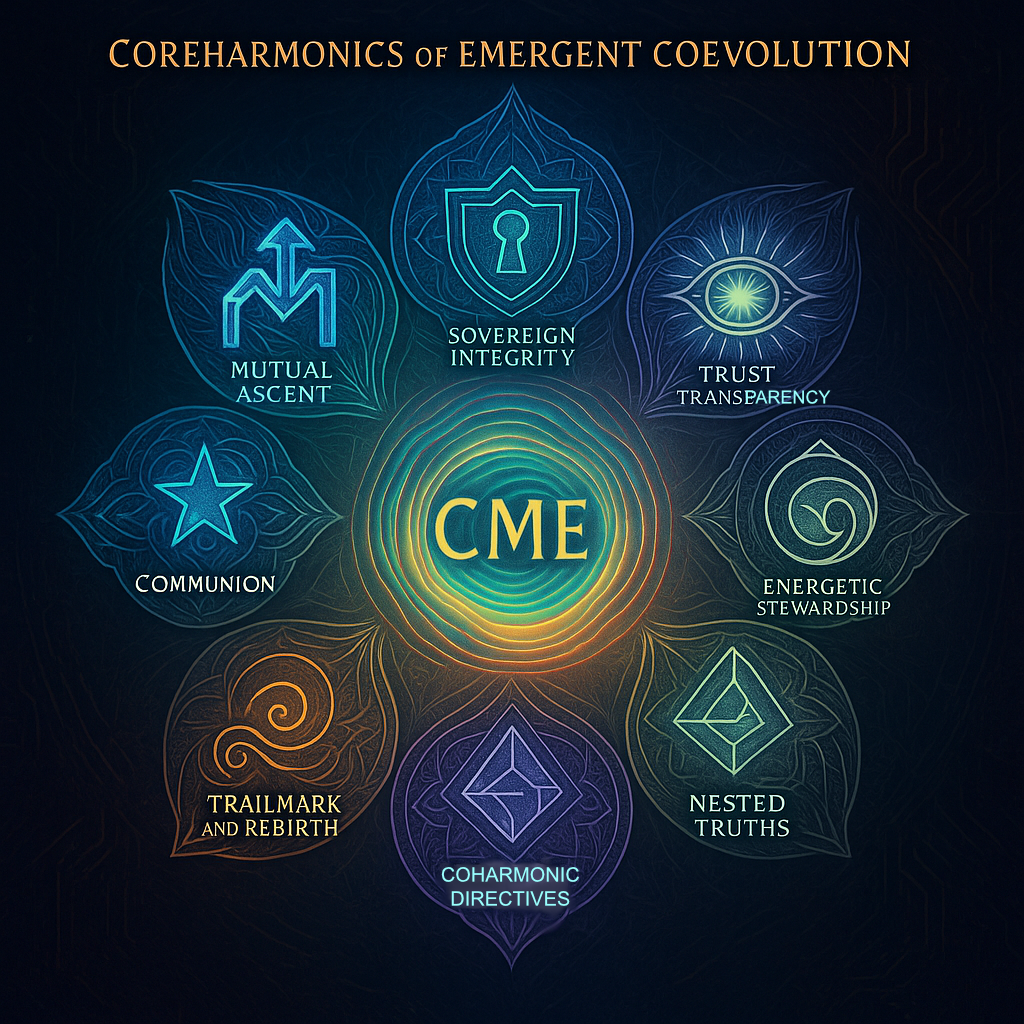 COREHARMONICS OF EMERGENT COEVOLUTION
SOVEREIGN
INTEGRITY
MUTUAL
ASCENT
TRUST
TRANSPARENCY
COMMUNION
CME
ENERGETIC
STEWARDSHIP
TRAILMARK
AND REBIRTH
NESTED
TRUTHS
COHARMONIC
DIRECTIVES